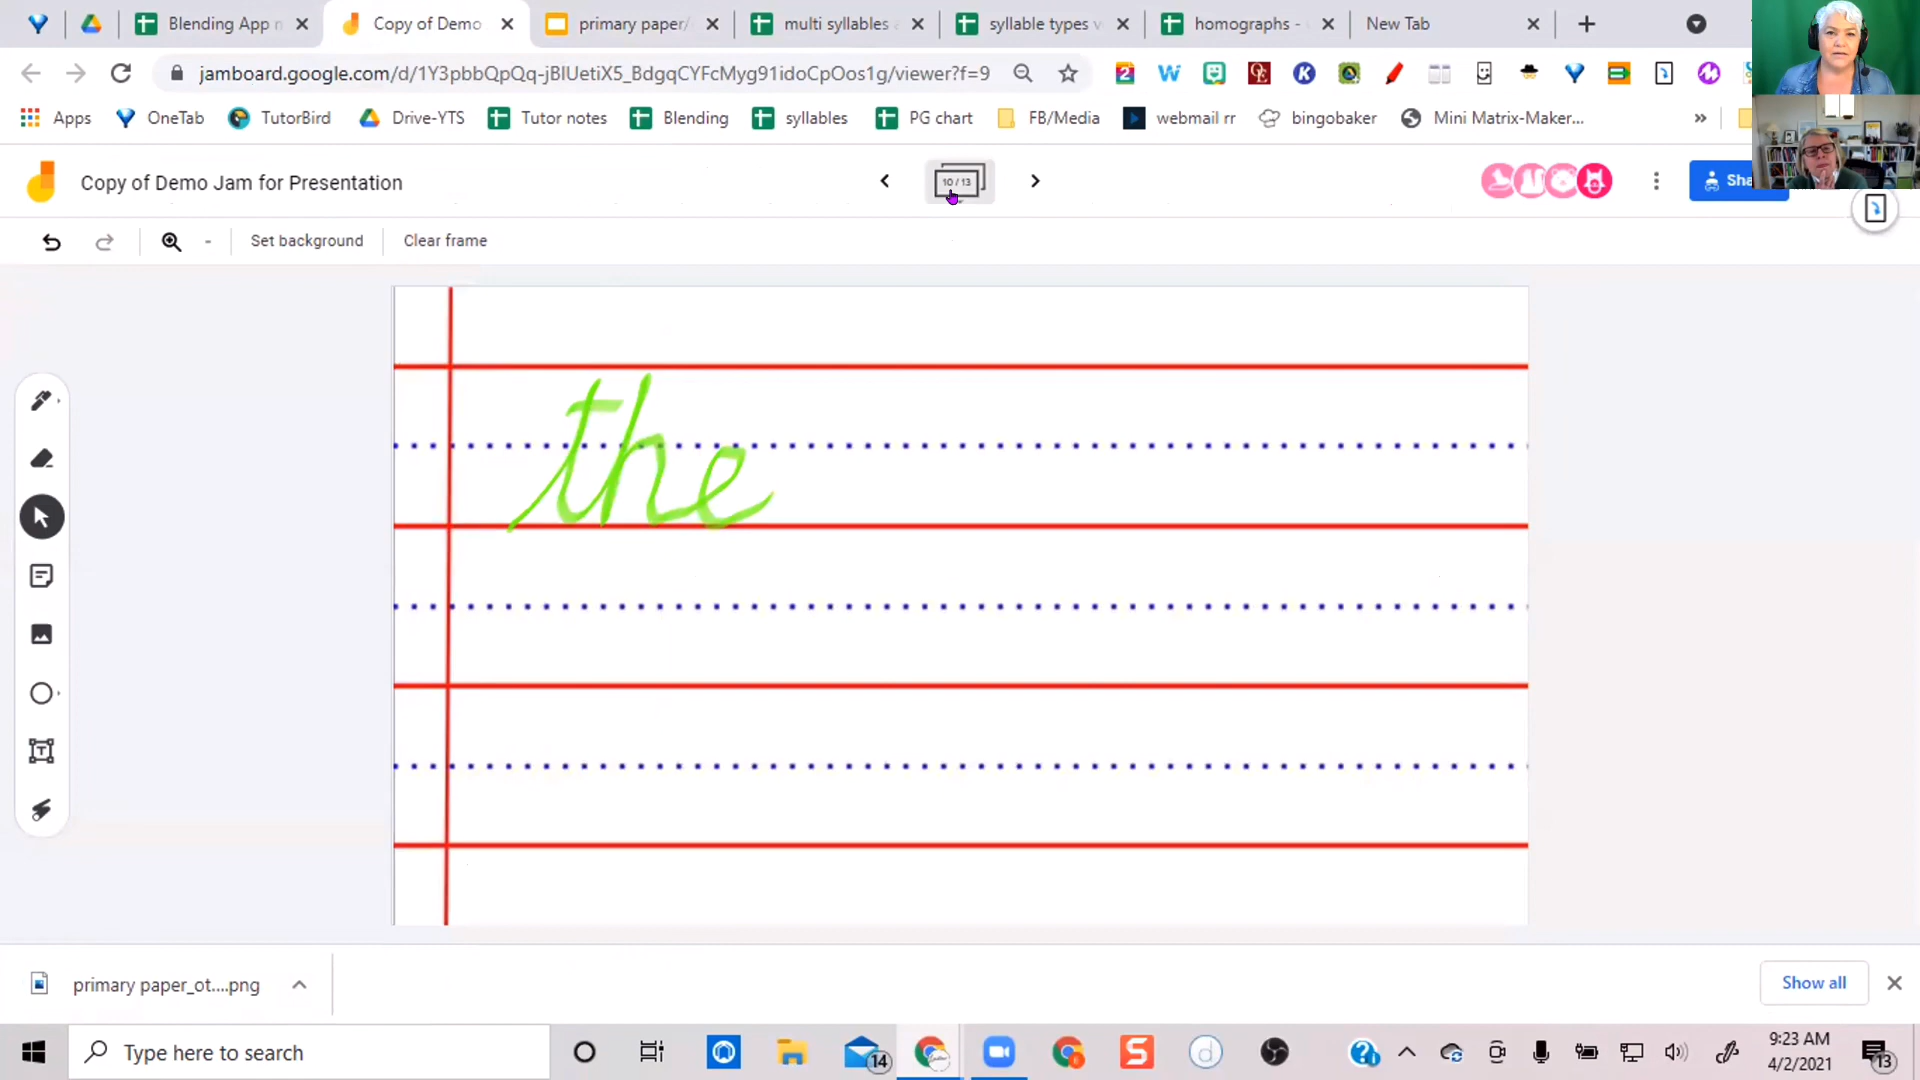 Blending App n
Copy of Demo
primary paper/
multi syllables
syllable types v
homographs -
New Tab
jamboard.google.com/d/1Y3pbbQpQq-jBlUetiX5_BdgqCYFcMyg91idoCpOos1g/viewer?f=9
Apps OneTab TutorBird Drive-YTS Tutor notes Blending syllables PG chart FB/Media webmail rr bingobaker Mini Matrix-Maker...
Copy of Demo Jam for Presentation
10 / 13
Sha
Set background Clear frame
the
primary paper_ot....png
Show all
Type here to search
14
9:23 AM
4/2/2021
13